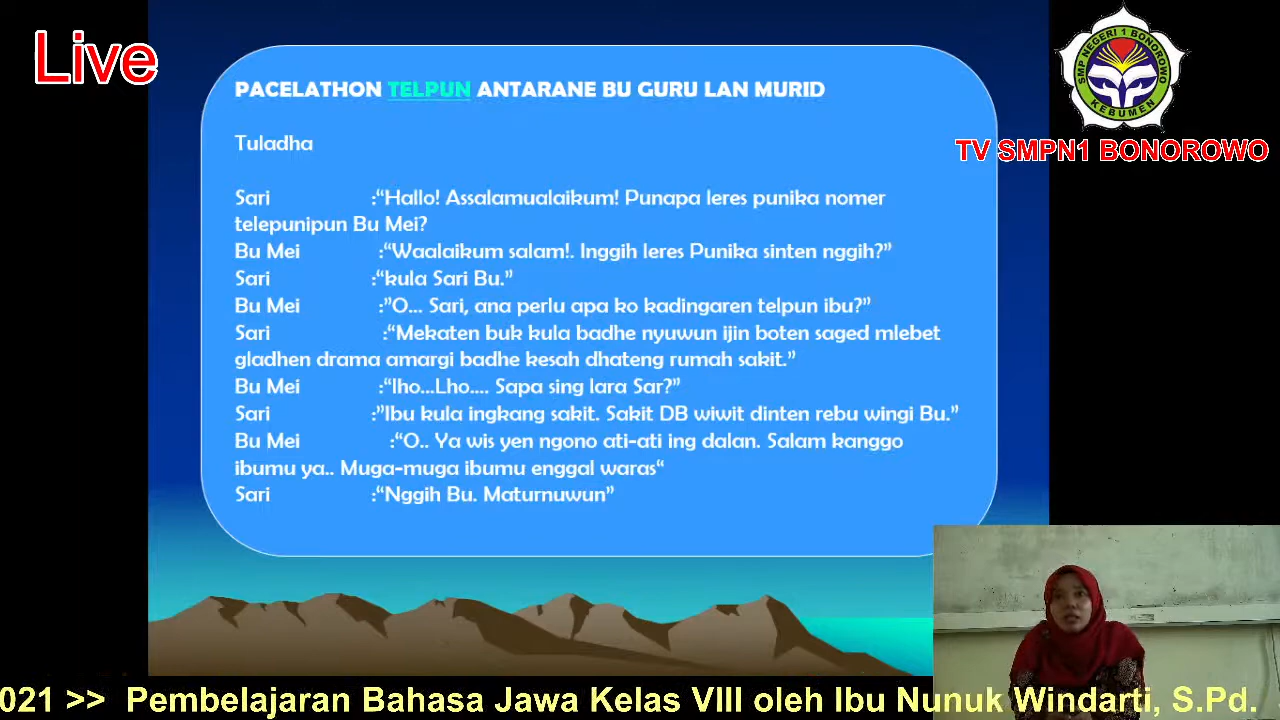 Live
PACELATHON TELPUN ANTARANE BU GURU LAN MURID
Tuladha
Sari :“Hallo! Assalamualaikum! Punapa leres punika nomer
telepunipun Bu Mei?
Bu Mei :“Waalaikum salam!. Inggih leres Punika sinten nggih?”
Sari :“kula Sari Bu.”
Bu Mei :”O... Sari, ana perlu apa ko kadingaren telpun ibu?”
Sari :“Mekaten buk kula badhe nyuwun ijin boten saged mlebet
gladhen drama amargi badhe kesah dhateng rumah sakit.”
Bu Mei :“lho...Lho.... Sapa sing lara Sar?”
Sari :”Ibu kula ingkang sakit. Sakit DB wiwit dinten rebu wingi Bu.”
Bu Mei :“O.. Ya wis yen ngono ati-ati ing dalan. Salam kanggo
ibumu ya.. Muga-muga ibumu enggal waras“
Sari :“Nggih Bu. Maturnuwun”
SMP NEGERI 1 BONOROWO
KEBUMEN
TV SMPN1 BONOROWO
021 >> Pembelajaran Bahasa Jawa Kelas VIII oleh Ibu Nunuk Windarti, S.Pd.